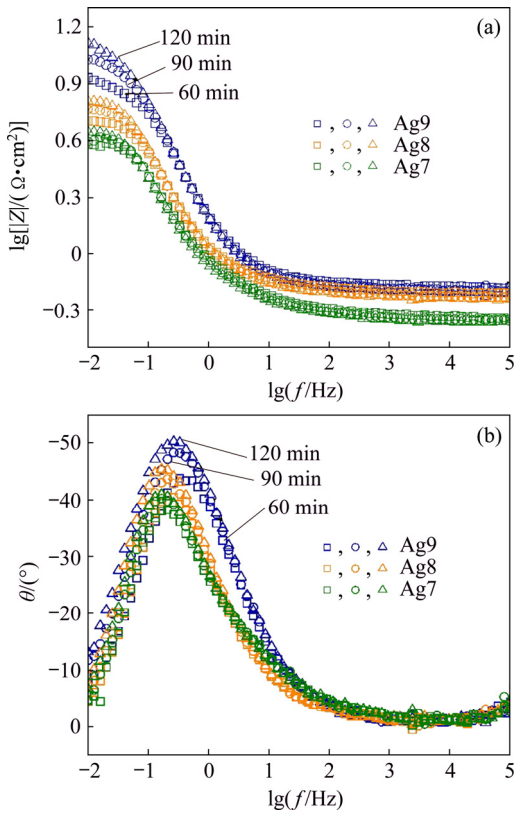 (a)
120 min
90 min
60 min
1.2
0.9
0.6
0.3
0
−0.3
lg[|Z|/(Ω•cm²)]
, , Ag9
, , Ag8
, , Ag7
−2 −1 0 1 2 3 4 5
lg(f/Hz)
(b)
120 min
90 min
60 min
−50
−40
−30
−20
−10
0
θ/(°)
, , Ag9
, , Ag8
, , Ag7
−2 −1 0 1 2 3 4 5
lg(f/Hz)